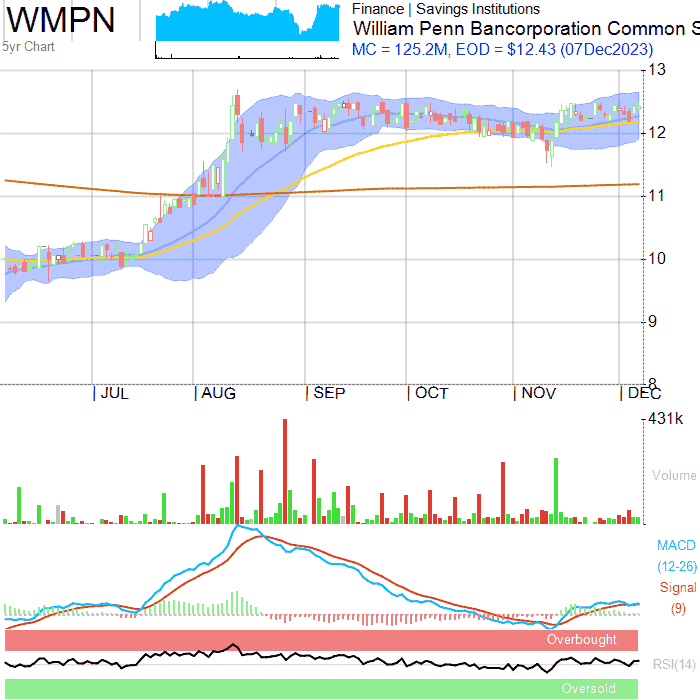 WMPN
Finance | Savings Institutions
William Penn Bancorporation Common S
5yr Chart
MC = 125.2M, EOD = $12.43 (07Dec2023)
13
12
11
10
9
8
JUL AUG SEP OCT NOV DEC
431k
Volume
MACD
(12-26)
Signal
(9)
Overbought
RSI(14)
Oversold